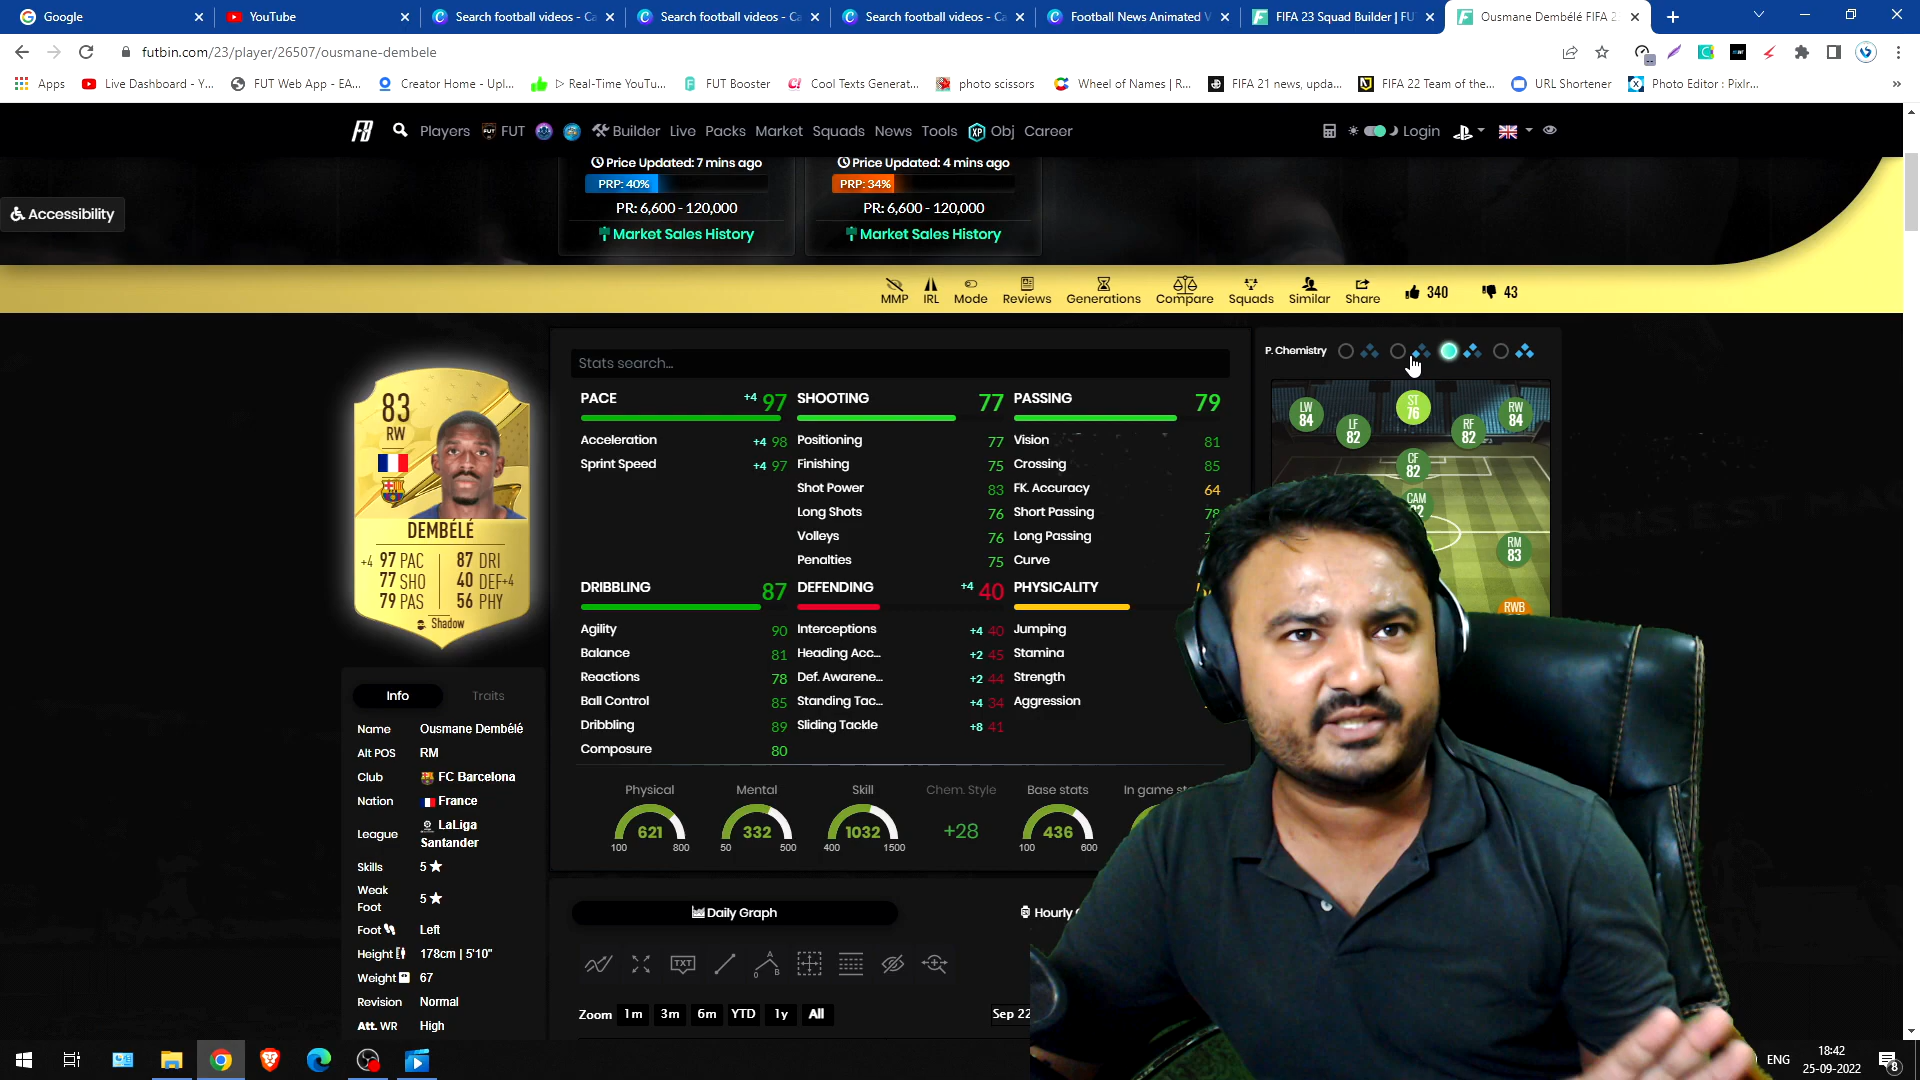 Google
YouTube
Search football videos - Ca
Search football videos - Ca
Search football videos - Ca
Football News Animated V
FIFA 23 Squad Builder | FU
Ousmane Dembélé FIFA 2
futbin.com/23/player/26507/ousmane-dembele
Apps
Live Dashboard - Y...
FUT Web App - EA...
Creator Home - Upl...
▷ Real-Time YouTu...
FUT Booster
Cool Texts Generat...
photo scissors
Wheel of Names | R...
FIFA 21 news, upda...
FIFA 22 Team of the...
URL Shortener
Photo Editor : Pixlr...
»
Players FUT Builder Live Packs Market Squads News Tools XP Obj Career
Login
Price Updated: 7 mins ago
Price Updated: 4 mins ago
PRP: 40%
PRP: 34%
PR: 6,600 - 120,000
PR: 6,600 - 120,000
Market Sales History
Market Sales History
Accessibility
MMP IRL Mode Reviews Generations Compare Squads Similar Share 340 43
Stats search...
P. Chemistry
83
RW
DEMBÉLÉ
+4 97 PAC 87 DRI
77 SHO 40 DEF+4
79 PAS 56 PHY
Shadow
PACE +4 97
Acceleration +4 98
Sprint Speed +4 97
SHOOTING 77
Positioning 77
Finishing 75
Shot Power 83
Long Shots 76
Volleys 76
Penalties 75
PASSING 79
Vision 81
Crossing 85
FK. Accuracy 64
Short Passing 78
Long Passing
Curve
DRIBBLING 87
Agility 90
Balance 81
Reactions 78
Ball Control 85
Dribbling 89
Composure 80
DEFENDING +4 40
Interceptions +4 40
Heading Acc... +2 45
Def. Awarene... +2 44
Standing Tac... +4 34
Sliding Tackle +8 41
PHYSICALITY
Jumping
Stamina
Strength
Aggression
LW 84
LF 82
ST 76
RF 82
RW 84
CF 82
CAM
RM 83
RWB
Physical 621 100 800
Mental 332 50 500
Skill 1032 400 1500
Chem. Style +28
Base stats 436 100 600
In game st
Info Traits
Name Ousmane Dembélé
Alt POS RM
Club FC Barcelona
Nation France
League LaLiga Santander
Skills 5
Weak Foot 5
Foot Left
Height 178cm | 5'10"
Weight 67
Revision Normal
Att. WR High
Daily Graph
Hourly
TXT
Zoom 1m 3m 6m YTD 1y All
Sep 22
ENG
18:42
25-09-2022
8